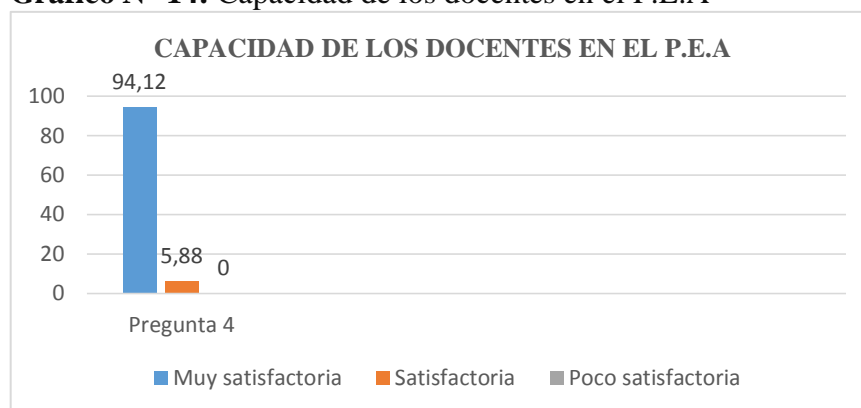 Gráfico N° 14: Capacidad de los docentes en el P.E.A
CAPACIDAD DE LOS DOCENTES EN EL P.E.A
94,12
100
80
60
40
20
5,88
0
0
Pregunta 4
Muy satisfactoria Satisfactoria Poco satisfactoria